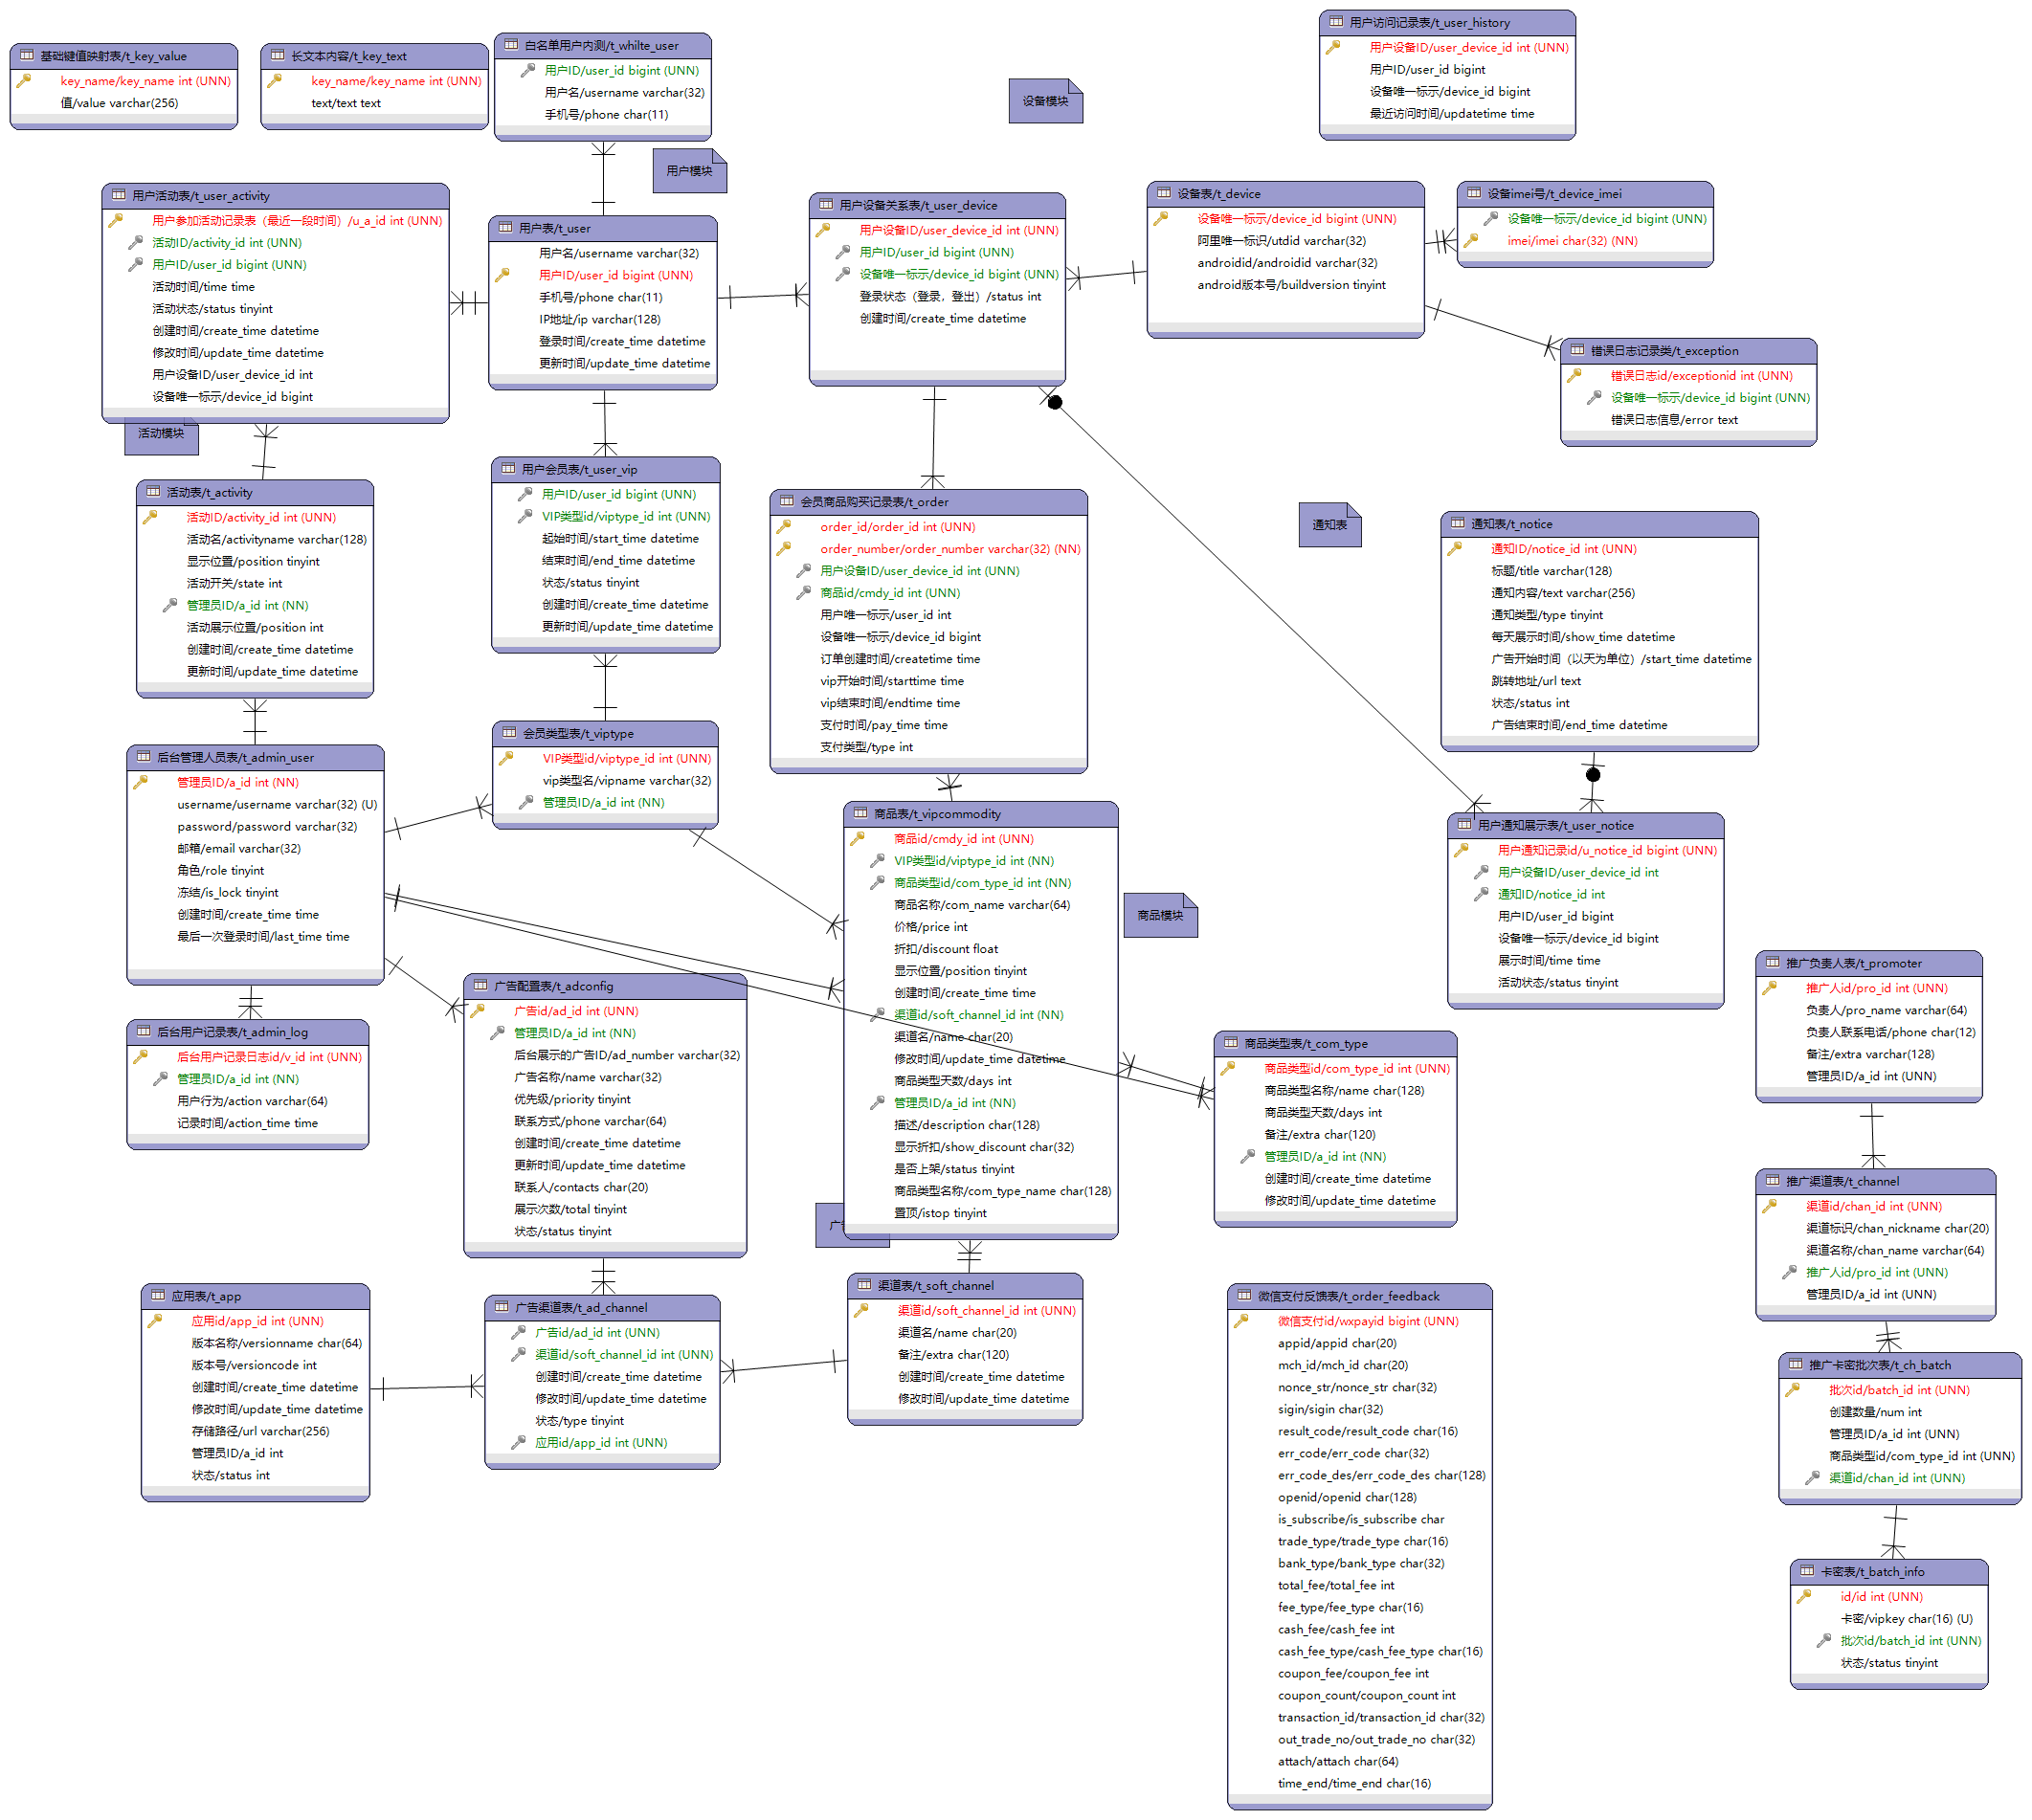 基础键值映射表/t_key_value
key_name/key_name int (UNN)
值/value varchar(256)
长文本内容/t_key_text
key_name/key_name int (UNN)
text/text text
白名单用户内测/t_whilte_user
用户ID/user_id bigint (UNN)
用户名/username varchar(32)
手机号/phone char(11)
用户模块
设备模块
用户访问记录表/t_user_history
用户设备ID/user_device_id int (UNN)
用户ID/user_id bigint
设备唯一标示/device_id bigint
最近访问时间/updatetime time
用户活动表/t_user_activity
用户参加活动记录表（最近一段时间）/u_a_id int (UNN)
活动ID/activity_id int (UNN)
用户ID/user_id bigint (UNN)
活动时间/time time
活动状态/status tinyint
创建时间/create_time datetime
修改时间/update_time datetime
用户设备ID/user_device_id int
设备唯一标示/device_id bigint
活动模块
用户表/t_user
用户名/username varchar(32)
用户ID/user_id bigint (UNN)
手机号/phone char(11)
IP地址/ip varchar(128)
登录时间/create_time datetime
更新时间/update_time datetime
用户设备关系表/t_user_device
用户设备ID/user_device_id int (UNN)
用户ID/user_id bigint (UNN)
设备唯一标示/device_id bigint (UNN)
登录状态（登录，登出）/status int
创建时间/create_time datetime
设备表/t_device
设备唯一标示/device_id bigint (UNN)
阿里唯一标识/utdid varchar(32)
androidid/androidid varchar(32)
android版本号/buildversion tinyint
设备imei号/t_device_imei
设备唯一标示/device_id bigint (UNN)
imei/imei char(32) (NN)
错误日志记录类/t_exception
错误日志id/exceptionid int (UNN)
设备唯一标示/device_id bigint (UNN)
错误日志信息/error text
活动表/t_activity
活动ID/activity_id int (UNN)
活动名/activityname varchar(128)
显示位置/position tinyint
活动开关/state int
管理员ID/a_id int (NN)
活动展示位置/position int
创建时间/create_time datetime
更新时间/update_time datetime
用户会员表/t_user_vip
用户ID/user_id bigint (UNN)
VIP类型id/viptype_id int (UNN)
起始时间/start_time datetime
结束时间/end_time datetime
状态/status tinyint
创建时间/create_time datetime
更新时间/update_time datetime
会员商品购买记录表/t_order
order_id/order_id int (UNN)
order_number/order_number varchar(32) (NN)
用户设备ID/user_device_id int (UNN)
商品id/cmdy_id int (UNN)
用户唯一标示/user_id int
设备唯一标示/device_id bigint
订单创建时间/createtime time
vip开始时间/starttime time
vip结束时间/endtime time
支付时间/pay_time time
支付类型/type int
通知表
通知表/t_notice
通知ID/notice_id int (UNN)
标题/title varchar(128)
通知内容/text varchar(256)
通知类型/type tinyint
每天展示时间/show_time datetime
广告开始时间（以天为单位）/start_time datetime
跳转地址/url text
状态/status int
广告结束时间/end_time datetime
后台管理人员表/t_admin_user
管理员ID/a_id int (NN)
username/username varchar(32) (U)
password/password varchar(32)
邮箱/email varchar(32)
角色/role tinyint
冻结/is_lock tinyint
创建时间/create_time time
最后一次登录时间/last_time time
会员类型表/t_viptype
VIP类型id/viptype_id int (UNN)
vip类型名/vipname varchar(32)
管理员ID/a_id int (NN)
商品表/t_vipcommodity
商品id/cmdy_id int (UNN)
VIP类型id/viptype_id int (NN)
商品类型id/com_type_id int (NN)
商品名称/com_name varchar(64)
价格/price int
折扣/discount float
显示位置/position tinyint
创建时间/create_time time
渠道id/soft_channel_id int (NN)
渠道名/name char(20)
修改时间/update_time datetime
商品类型天数/days int
管理员ID/a_id int (NN)
描述/description char(128)
显示折扣/show_discount char(32)
是否上架/status tinyint
商品类型名称/com_type_name char(128)
置顶/istop tinyint
商品模块
用户通知展示表/t_user_notice
用户通知记录id/u_notice_id bigint (UNN)
用户设备ID/user_device_id int
通知ID/notice_id int
用户ID/user_id bigint
设备唯一标示/device_id bigint
展示时间/time time
活动状态/status tinyint
推广负责人表/t_promoter
推广人id/pro_id int (UNN)
负责人/pro_name varchar(64)
负责人联系电话/phone char(12)
备注/extra varchar(128)
管理员ID/a_id int (UNN)
后台用户记录表/t_admin_log
后台用户记录日志id/v_id int (UNN)
管理员ID/a_id int (NN)
用户行为/action varchar(64)
记录时间/action_time time
广告配置表/t_adconfig
广告id/ad_id int (UNN)
管理员ID/a_id int (NN)
后台展示的广告ID/ad_number varchar(32)
广告名称/name varchar(32)
优先级/priority tinyint
联系方式/phone varchar(64)
创建时间/create_time datetime
更新时间/update_time datetime
联系人/contacts char(20)
展示次数/total tinyint
状态/status tinyint
广
商品类型表/t_com_type
商品类型id/com_type_id int (UNN)
商品类型名称/name char(128)
商品类型天数/days int
备注/extra char(120)
管理员ID/a_id int (NN)
创建时间/create_time datetime
修改时间/update_time datetime
推广渠道表/t_channel
渠道id/chan_id int (UNN)
渠道标识/chan_nickname char(20)
渠道名称/chan_name varchar(64)
推广人id/pro_id int (UNN)
管理员ID/a_id int (UNN)
应用表/t_app
应用id/app_id int (UNN)
版本名称/versionname char(64)
版本号/versioncode int
创建时间/create_time datetime
修改时间/update_time datetime
存储路径/url varchar(256)
管理员ID/a_id int
状态/status int
广告渠道表/t_ad_channel
广告id/ad_id int (UNN)
渠道id/soft_channel_id int (UNN)
创建时间/create_time datetime
修改时间/update_time datetime
状态/type tinyint
应用id/app_id int (UNN)
渠道表/t_soft_channel
渠道id/soft_channel_id int (UNN)
渠道名/name char(20)
备注/extra char(120)
创建时间/create_time datetime
修改时间/update_time datetime
微信支付反馈表/t_order_feedback
微信支付id/wxpayid bigint (UNN)
appid/appid char(20)
mch_id/mch_id char(20)
nonce_str/nonce_str char(32)
sigin/sigin char(32)
result_code/result_code char(16)
err_code/err_code char(32)
err_code_des/err_code_des char(128)
openid/openid char(128)
is_subscribe/is_subscribe char
trade_type/trade_type char(16)
bank_type/bank_type char(32)
total_fee/total_fee int
fee_type/fee_type char(16)
cash_fee/cash_fee int
cash_fee_type/cash_fee_type char(16)
coupon_fee/coupon_fee int
coupon_count/coupon_count int
transaction_id/transaction_id char(32)
out_trade_no/out_trade_no char(32)
attach/attach char(64)
time_end/time_end char(16)
推广卡密批次表/t_ch_batch
批次id/batch_id int (UNN)
创建数量/num int
管理员ID/a_id int (UNN)
商品类型id/com_type_id int (UNN)
渠道id/chan_id int (UNN)
卡密表/t_batch_info
id/id int (UNN)
卡密/vipkey char(16) (U)
批次id/batch_id int (UNN)
状态/status tinyint